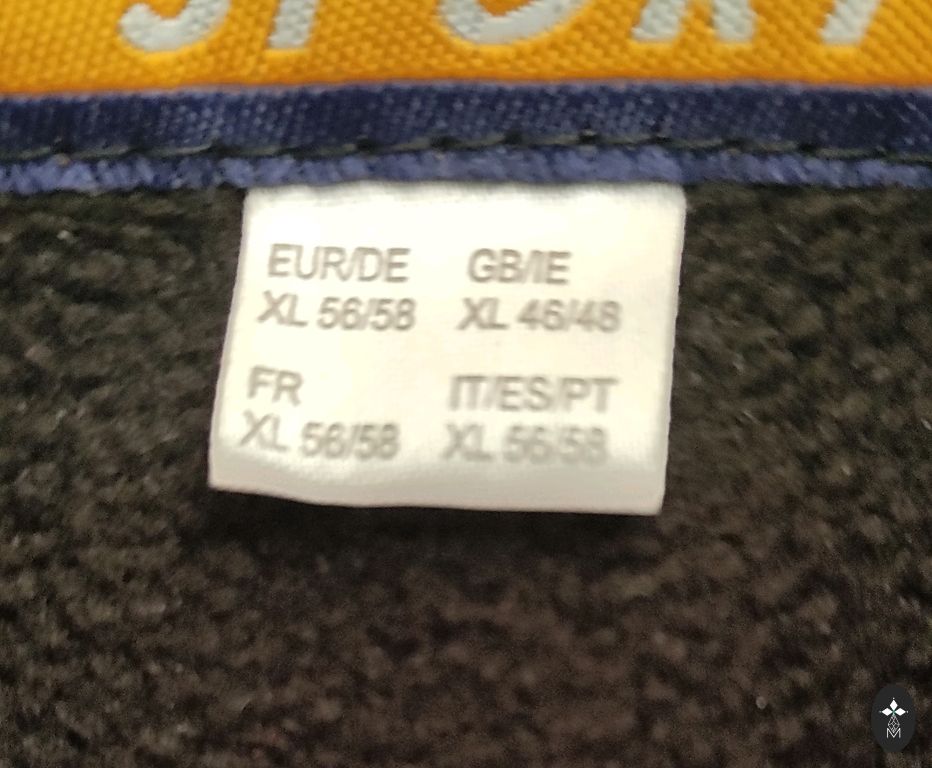 SPORT
EUR/DE GB/IE
XL 56/58 XL 46/48
FR IT/ES/PT
XL 56/58 XL 56/58
M